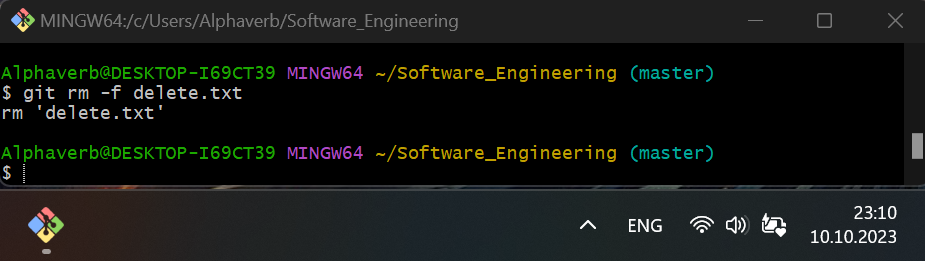 MINGW64:/c/Users/Alphaverb/Software_Engineering
Alphaverb@DESKTOP-I69CT39 MINGW64 ~/Software_Engineering (master)
$ git rm -f delete.txt
rm 'delete.txt'
Alphaverb@DESKTOP-I69CT39 MINGW64 ~/Software_Engineering (master)
$
ENG
23:10
10.10.2023